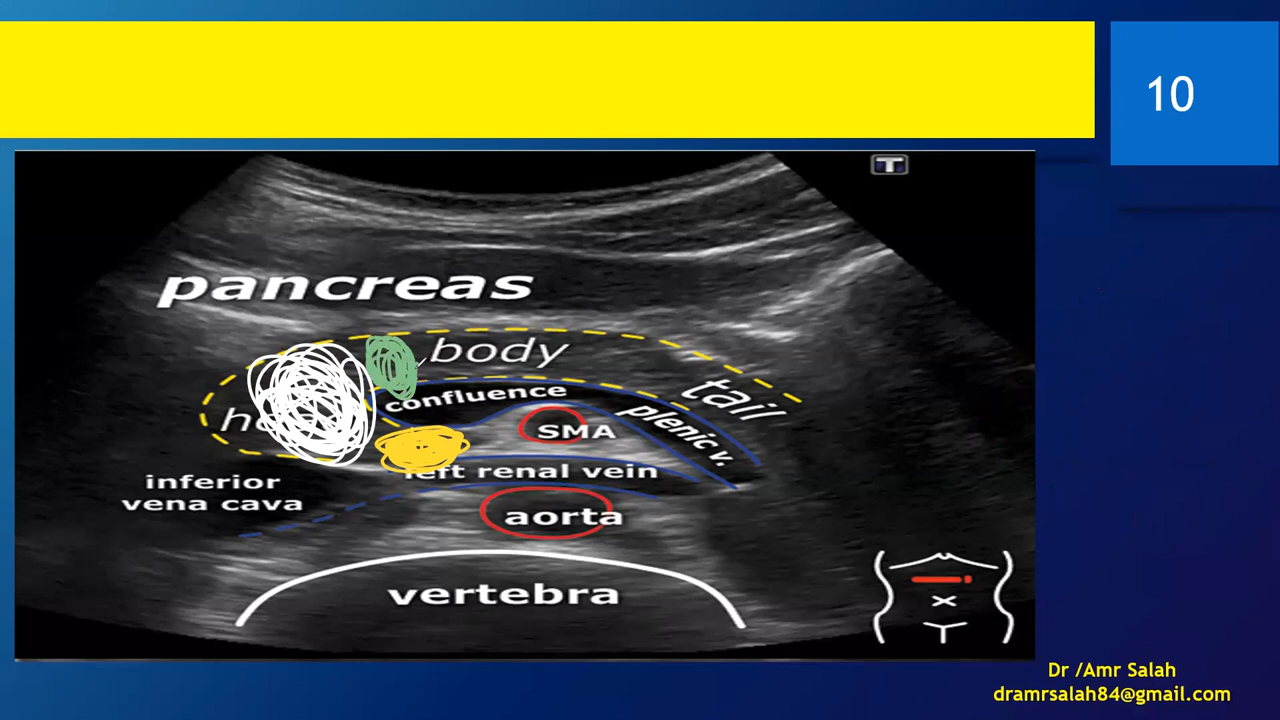 10
T
pancreas
body
confluence
tail
SMA
plenic v.
left renal vein
inferior
vena cava
aorta
vertebra
Dr /Amr Salah
dramrsalah84@gmail.com